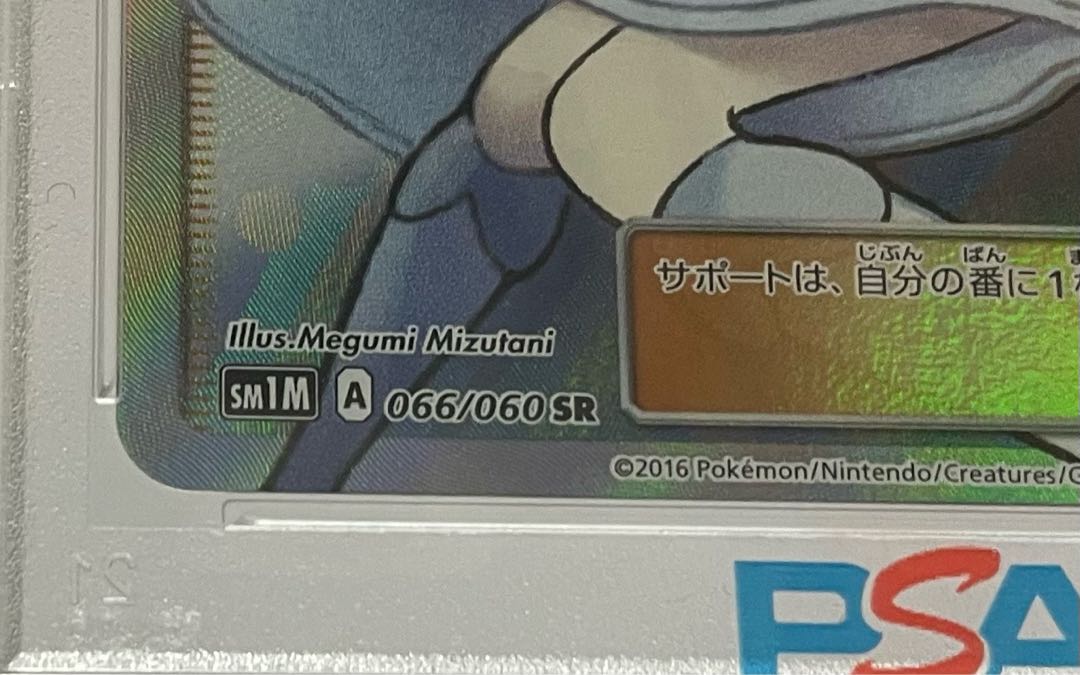 じぶん ばん
サポートは、自分の番に1
Illus.Megumi Mizutani
SM1M A 066/060 SR
©2016 Pokémon/Nintendo/Creatures/G
PSA
21